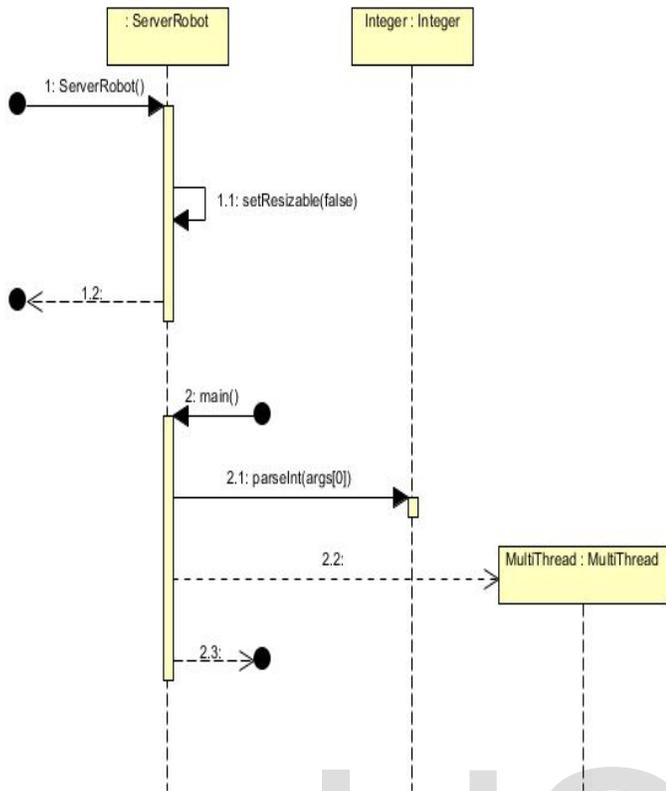 : ServerRobot
Integer : Integer
1: ServerRobot()
1.1: setResizable(false)
1.2:
2: main()
2.1: parseInt(args[0])
2.2:
MultiThread : MultiThread
2.3: